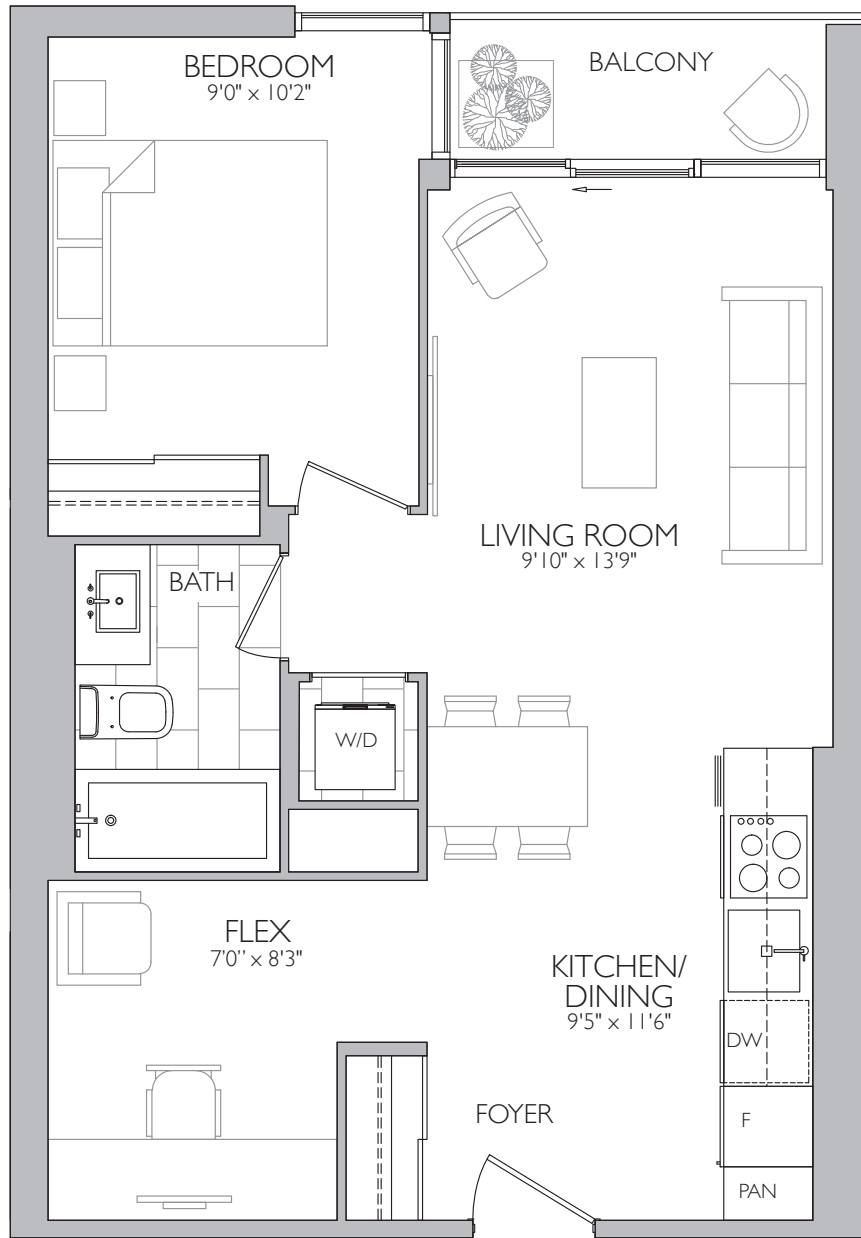 BEDROOM
9'0" x 10'2"
BALCONY
LIVING ROOM
9'10" x 13'9"
BATH
W/D
FLEX
7'0'' x 8'3"
KITCHEN/
DINING
9'5" x 11'6"
DW
FOYER
F
PAN